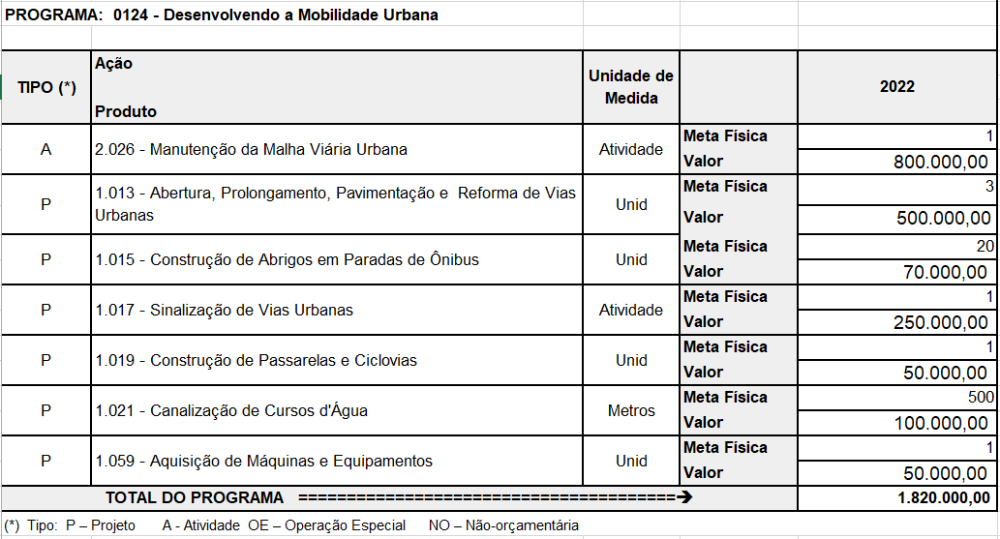 PROGRAMA: 0124 - Desenvolvendo a Mobilidade Urbana
TIPO (*)
Ação
Produto
Unidade de
Medida
2022
A
2.026 - Manutenção da Malha Viária Urbana
Atividade
Meta Física
1
Valor
800.000,00
P
1.013 - Abertura, Prolongamento, Pavimentação e Reforma de Vias
Urbanas
Unid
Meta Física
3
Valor
500.000,00
P
1.015 - Construção de Abrigos em Paradas de Ônibus
Unid
Meta Física
20
Valor
70.000,00
P
1.017 - Sinalização de Vias Urbanas
Atividade
Meta Física
1
Valor
250.000,00
P
1.019 - Construção de Passarelas e Ciclovias
Unid
Meta Física
1
Valor
50.000,00
P
1.021 - Canalização de Cursos d'Água
Metros
Meta Física
500
Valor
100.000,00
P
1.059 - Aquisição de Máquinas e Equipamentos
Unid
Meta Física
1
Valor
50.000,00
TOTAL DO PROGRAMA =======================================➔
1.820.000,00
(*) Tipo: P – Projeto A - Atividade OE – Operação Especial NO – Não-orçamentária